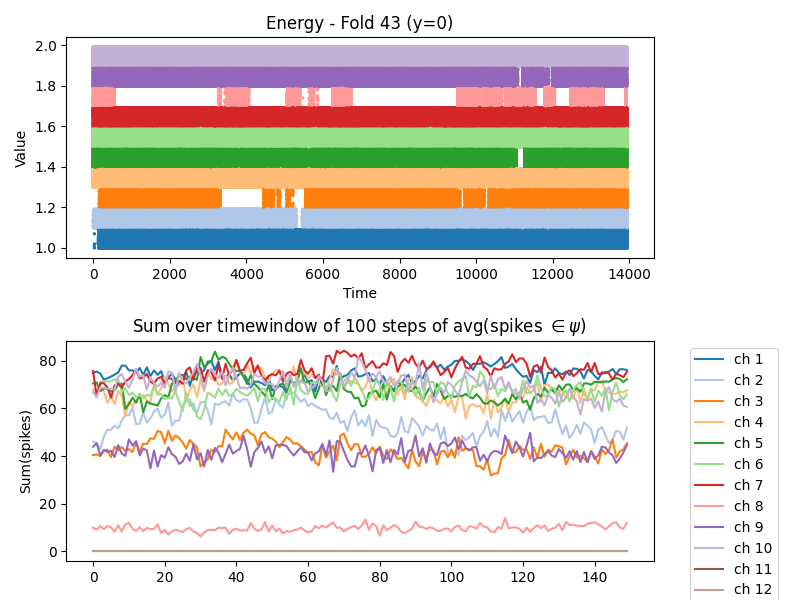 Energy - Fold 43 (y=0)
2.0
1.8
1.6
1.4
1.2
1.0
Value
0 2000 4000 6000 8000 10000 12000 14000
Time
Sum over timewindow of 100 steps of avg(spikes ∈ ψ)
80
60
40
20
0
Sum(spikes)
0 20 40 60 80 100 120 140
ch 1
ch 2
ch 3
ch 4
ch 5
ch 6
ch 7
ch 8
ch 9
ch 10
ch 11
ch 12